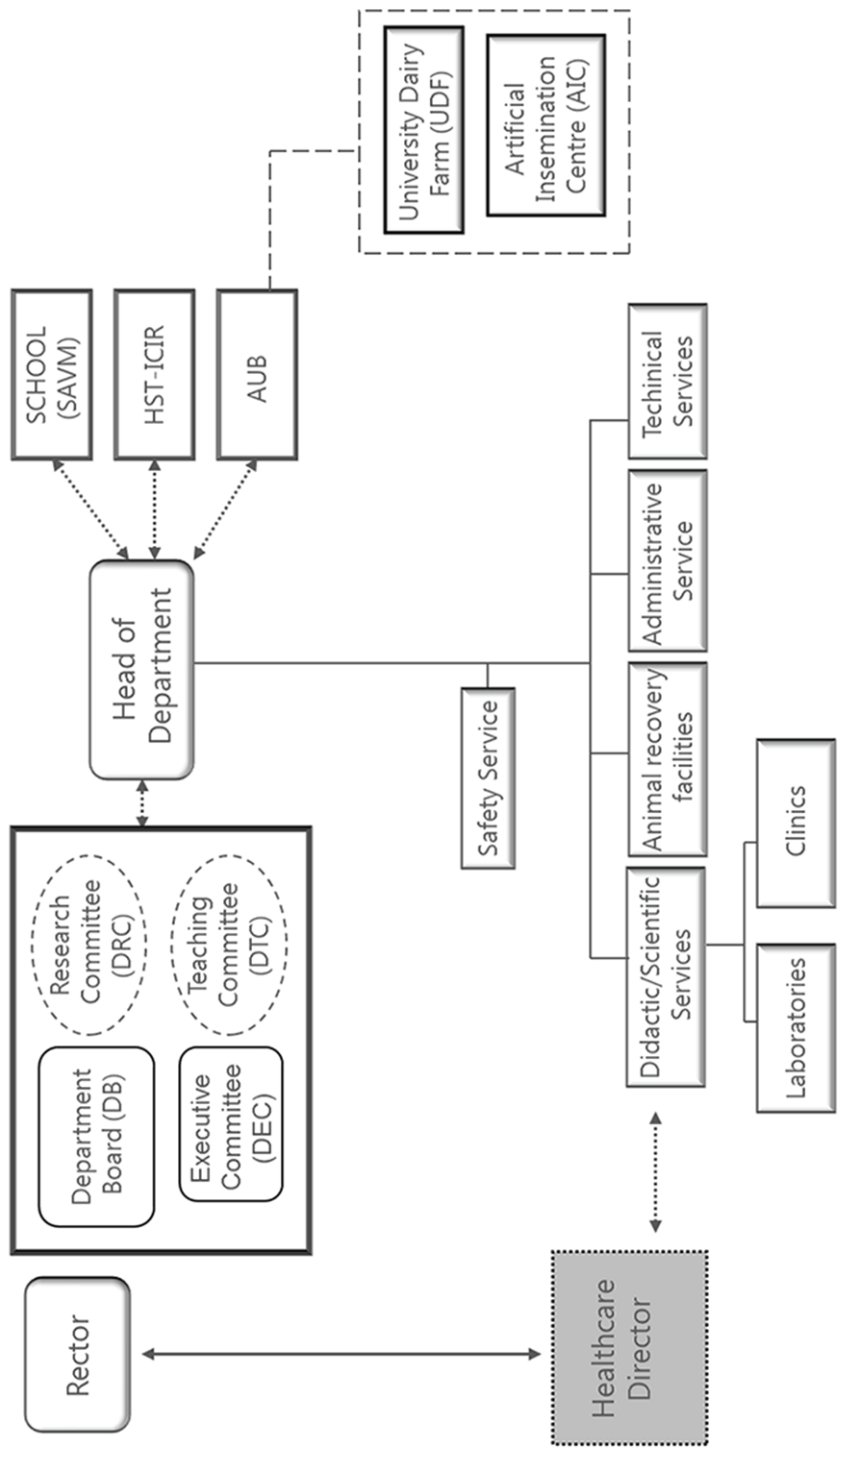 Rector
Department
Board (DB)
Executive
Committee
(DEC)
Research
Committee
(DRC)
Teaching
Committee
(DTC)
Head of
Department
SCHOOL
(SAVM)
HST-ICIR
AUB
University Dairy
Farm (UDF)
Artificial
Insemination
Centre (AIC)
Safety Service
Healthcare
Director
Didactic/Scientific
Services
Animal recovery
facilities
Administrative
Service
Techinical
Services
Laboratories
Clinics